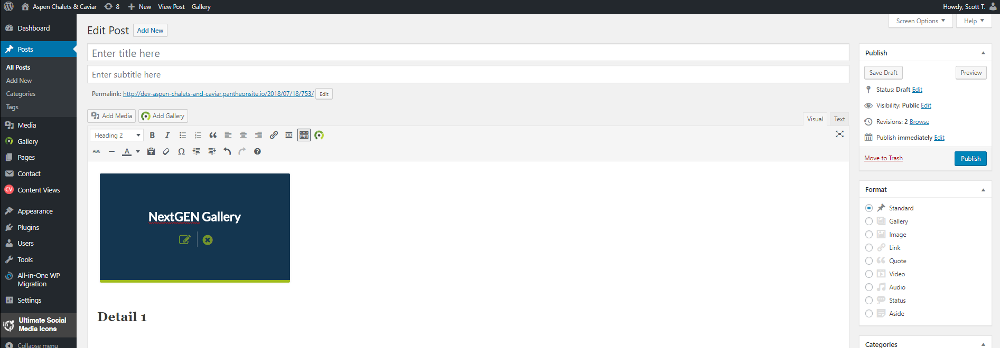 Aspen Chalets & Caviar 8 New View Post Gallery Howdy, Scott T.
Screen Options Help
Dashboard
Posts
All Posts
Add New
Categories
Tags
Media
Gallery
Pages
Contact
CV Content Views
Appearance
Plugins
Users
Tools
All-in-One WP
Migration
Settings
Ultimate Social
Media Icons
Collapse menu
Edit Post Add New
Enter title here
Enter subtitle here
Permalink: http://dev-aspen-chalets-and-caviar.pantheonsite.io/2018/07/18/753/ Edit
Add Media Add Gallery
Visual Text
Heading 2 B I
ABC A Ω
NextGEN Gallery
Detail 1
Publish
Save Draft Preview
Status: Draft Edit
Visibility: Public Edit
Revisions: 2 Browse
Publish immediately Edit
Move to Trash Publish
Format
Standard
Gallery
Image
Link
Quote
Video
Audio
Status
Aside
Categories